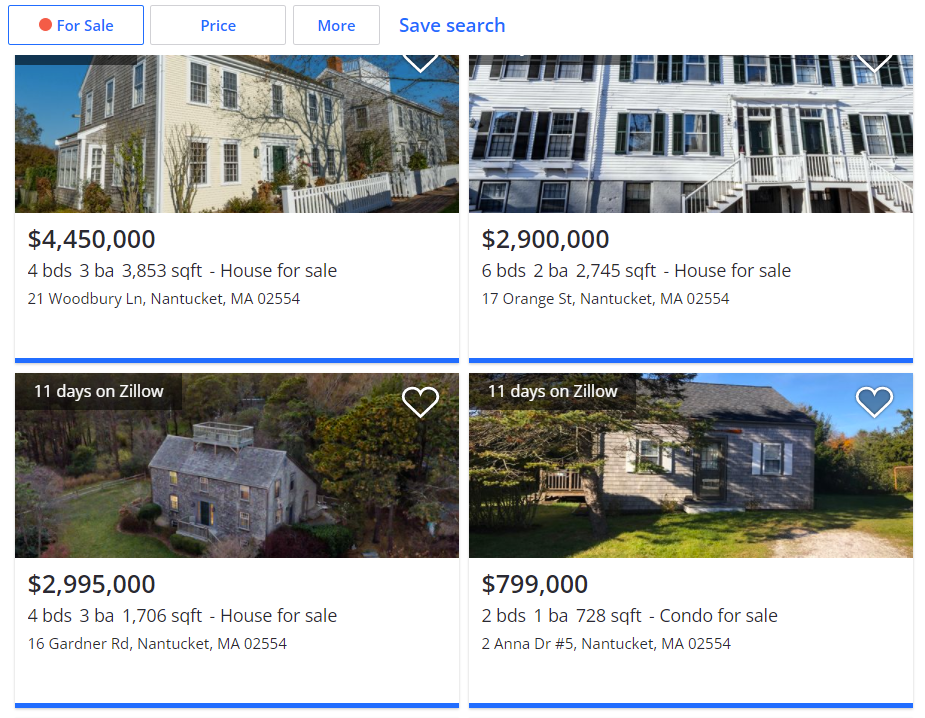 For Sale
Price
More
Save search
$4,450,000
4 bds 3 ba 3,853 sqft - House for sale
21 Woodbury Ln, Nantucket, MA 02554
$2,900,000
6 bds 2 ba 2,745 sqft - House for sale
17 Orange St, Nantucket, MA 02554
11 days on Zillow
$2,995,000
4 bds 3 ba 1,706 sqft - House for sale
16 Gardner Rd, Nantucket, MA 02554
11 days on Zillow
$799,000
2 bds 1 ba 728 sqft - Condo for sale
2 Anna Dr #5, Nantucket, MA 02554